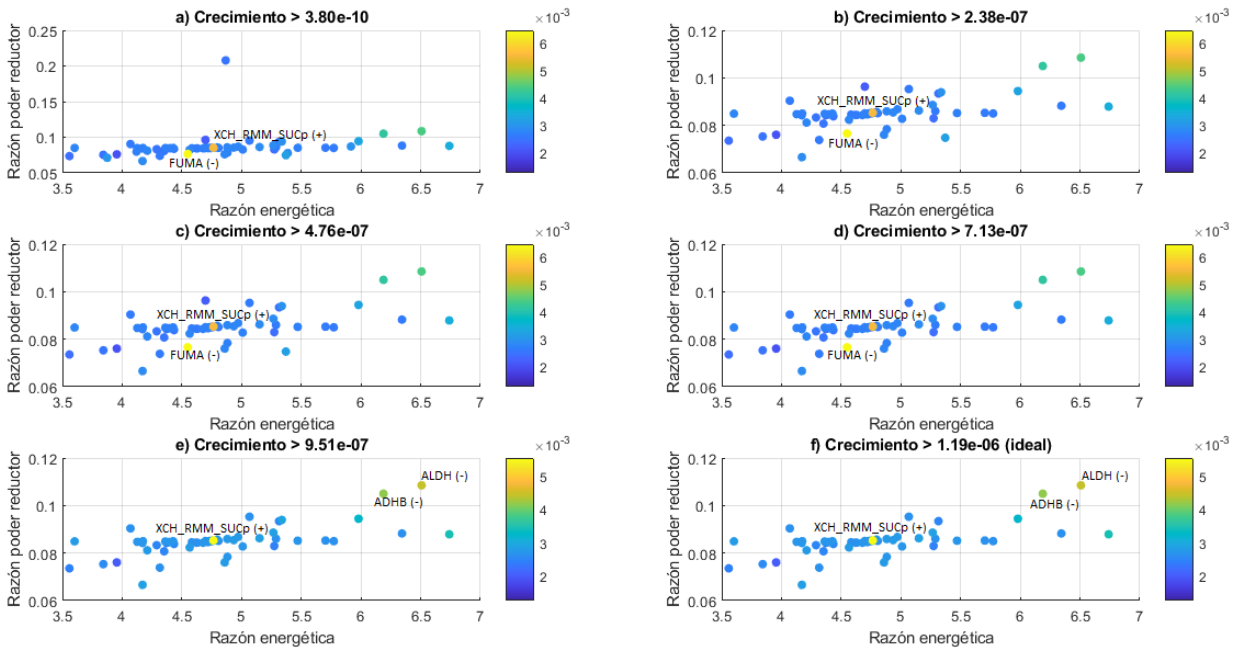 a) Crecimiento > 3.80e-10
×10⁻³
Razón poder reductor
0.25
0.2
0.15
0.1
0.05
XCH_RMM_SUCp (+)
FUMA (-)
3.5 4 4.5 5 5.5 6 6.5 7
Razón energética
6
5
4
3
2
b) Crecimiento > 2.38e-07
×10⁻³
Razón poder reductor
0.12
0.1
0.08
0.06
XCH_RMM_SUCp (+)
FUMA (-)
3.5 4 4.5 5 5.5 6 6.5 7
Razón energética
6
5
4
3
2
c) Crecimiento > 4.76e-07
×10⁻³
Razón poder reductor
0.12
0.1
0.08
0.06
XCH_RMM_SUCp (+)
FUMA (-)
3.5 4 4.5 5 5.5 6 6.5 7
Razón energética
6
5
4
3
2
d) Crecimiento > 7.13e-07
×10⁻³
Razón poder reductor
0.12
0.1
0.08
0.06
XCH_RMM_SUCp (+)
FUMA (-)
3.5 4 4.5 5 5.5 6 6.5 7
Razón energética
6
5
4
3
2
e) Crecimiento > 9.51e-07
×10⁻³
Razón poder reductor
0.12
0.1
0.08
0.06
ALDH (-)
ADHB (-)
XCH_RMM_SUCp (+)
3.5 4 4.5 5 5.5 6 6.5 7
Razón energética
5
4
3
2
f) Crecimiento > 1.19e-06 (ideal)
×10⁻³
Razón poder reductor
0.12
0.1
0.08
0.06
ALDH (-)
ADHB (-)
XCH_RMM_SUCp (+)
3.5 4 4.5 5 5.5 6 6.5 7
Razón energética
5
4
3
2